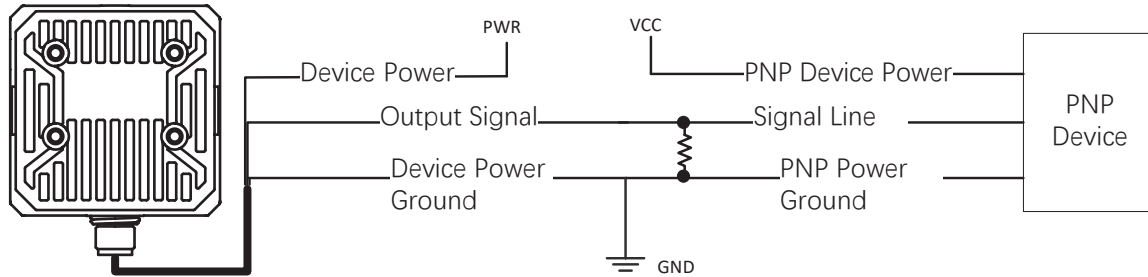 PWR
VCC
Device Power
PNP Device Power
Output Signal
Signal Line
PNP
Device
Device Power
Ground
PNP Power
Ground
GND